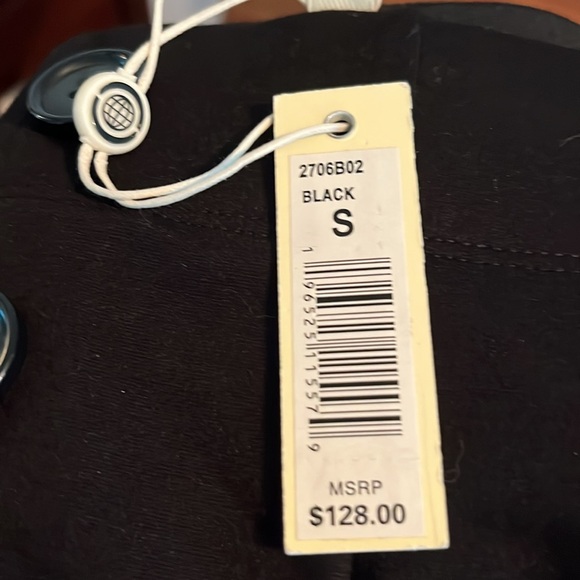 2706B02
BLACK
S
1 96525 11557 9
MSRP
$128.00